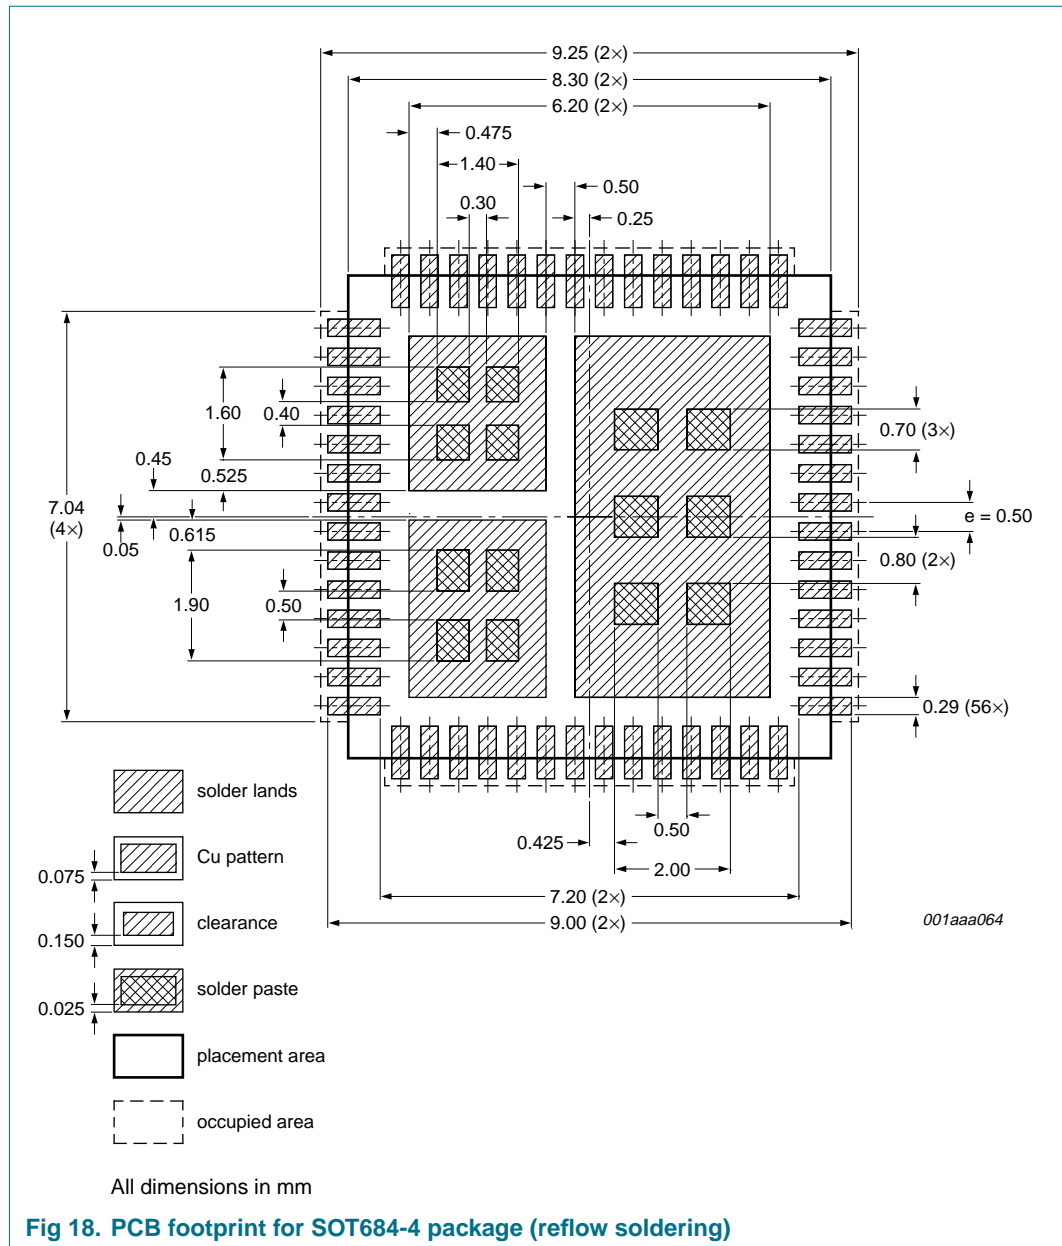 9.25 (2×)
8.30 (2×)
6.20 (2×)
0.475
1.40
0.50
0.30
0.25
1.60
0.40
0.70 (3×)
0.45
0.525
7.04
(4×)
0.615
e = 0.50
0.05
0.80 (2×)
1.90
0.50
0.29 (56×)
solder lands
0.425
0.50
Cu pattern
2.00
0.075
7.20 (2×)
clearance
9.00 (2×)
001aaa064
0.150
solder paste
0.025
placement area
occupied area
All dimensions in mm
Fig 18. PCB footprint for SOT684-4 package (reflow soldering)